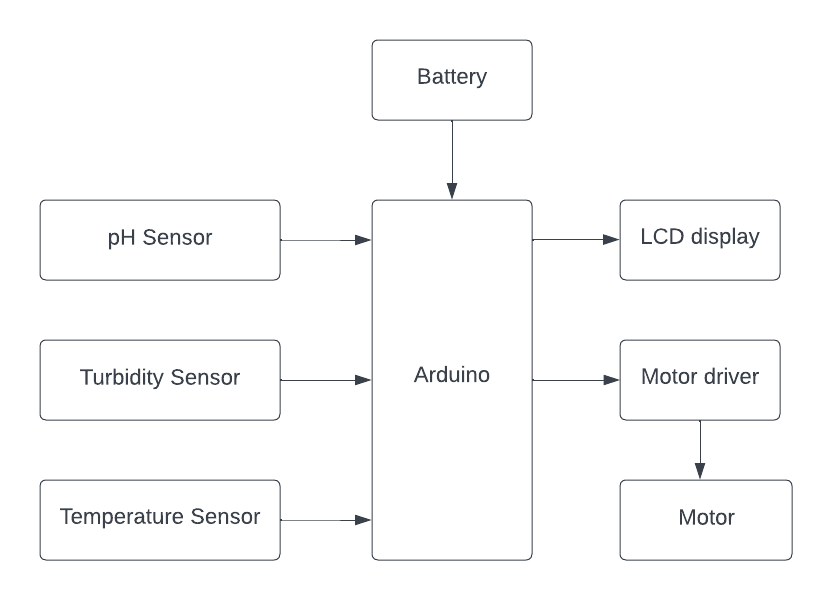 Battery
pH Sensor
LCD display
Turbidity Sensor
Arduino
Motor driver
Temperature Sensor
Motor